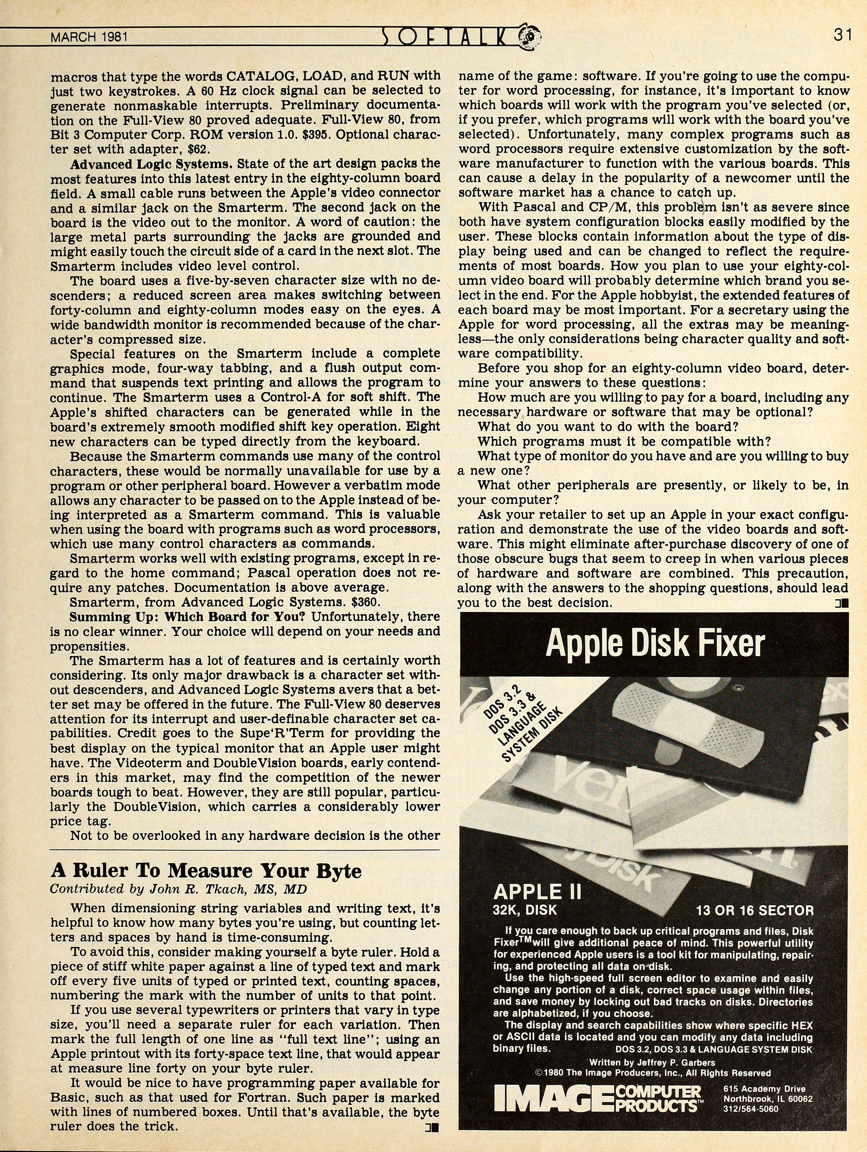 MARCH 1981
SOFTALK
31
macros that type the words CATALOG, LOAD, and RUN with
just two keystrokes. A 60 Hz clock signal can be selected to
generate nonmaskable interrupts. Preliminary documenta-
tion on the Full-View 80 proved adequate. Full-View 80, from
Bit 3 Computer Corp. ROM version 1.0. $395. Optional charac-
ter set with adapter, $62.
Advanced Logic Systems. State of the art design packs the
most features into this latest entry in the eighty-column board
field. A small cable runs between the Apple's video connector
and a similar jack on the Smarterm. The second jack on the
board is the video out to the monitor. A word of caution: the
large metal parts surrounding the jacks are grounded and
might easily touch the circuit side of a card in the next slot. The
Smarterm includes video level control.
The board uses a five-by-seven character size with no de-
scenders; a reduced screen area makes switching between
forty-column and eighty-column modes easy on the eyes. A
wide bandwidth monitor is recommended because of the char-
acter's compressed size.
Special features on the Smarterm include a complete
graphics mode, four-way tabbing, and a flush output com-
mand that suspends text printing and allows the program to
continue. The Smarterm uses a Control-A for soft shift. The
Apple's shifted characters can be generated while in the
board's extremely smooth modified shift key operation. Eight
new characters can be typed directly from the keyboard.
Because the Smarterm commands use many of the control
characters, these would be normally unavailable for use by a
program or other peripheral board. However a verbatim mode
allows any character to be passed on to the Apple instead of be-
ing interpreted as a Smarterm command. This is valuable
when using the board with programs such as word processors,
which use many control characters as commands.
Smarterm works well with existing programs, except in re-
gard to the home command; Pascal operation does not re-
quire any patches. Documentation is above average.
Smarterm, from Advanced Logic Systems. $360.
Summing Up: Which Board for You? Unfortunately, there
is no clear winner. Your choice will depend on your needs and
propensities.
The Smarterm has a lot of features and is certainly worth
considering. Its only major drawback is a character set with-
out descenders, and Advanced Logic Systems avers that a bet-
ter set may be offered in the future. The Full-View 80 deserves
attention for its interrupt and user-definable character set ca-
pabilities. Credit goes to the Supe'R'Term for providing the
best display on the typical monitor that an Apple user might
have. The Videoterm and DoubleVision boards, early contend-
ers in this market, may find the competition of the newer
boards tough to beat. However, they are still popular, particu-
larly the DoubleVision, which carries a considerably lower
price tag.
Not to be overlooked in any hardware decision is the other
name of the game: software. If you're going to use the compu-
ter for word processing, for instance, it's important to know
which boards will work with the program you've selected (or,
if you prefer, which programs will work with the board you've
selected). Unfortunately, many complex programs such as
word processors require extensive customization by the soft-
ware manufacturer to function with the various boards. This
can cause a delay in the popularity of a newcomer until the
software market has a chance to catch up.
With Pascal and CP/M, this problem isn't as severe since
both have system configuration blocks easily modified by the
user. These blocks contain information about the type of dis-
play being used and can be changed to reflect the require-
ments of most boards. How you plan to use your eighty-col-
umn video board will probably determine which brand you se-
lect in the end. For the Apple hobbyist, the extended features of
each board may be most important. For a secretary using the
Apple for word processing, all the extras may be meaning-
less—the only considerations being character quality and soft-
ware compatibility.
Before you shop for an eighty-column video board, deter-
mine your answers to these questions:
How much are you willing to pay for a board, including any
necessary hardware or software that may be optional?
What do you want to do with the board?
Which programs must it be compatible with?
What type of monitor do you have and are you willing to buy
a new one?
What other peripherals are presently, or likely to be, in
your computer?
Ask your retailer to set up an Apple in your exact configu-
ration and demonstrate the use of the video boards and soft-
ware. This might eliminate after-purchase discovery of one of
those obscure bugs that seem to creep in when various pieces
of hardware and software are combined. This precaution,
along with the answers to the shopping questions, should lead
you to the best decision.
A Ruler To Measure Your Byte
Contributed by John R. Tkach, MS, MD
When dimensioning string variables and writing text, it's
helpful to know how many bytes you're using, but counting let-
ters and spaces by hand is time-consuming.
To avoid this, consider making yourself a byte ruler. Hold a
piece of stiff white paper against a line of typed text and mark
off every five units of typed or printed text, counting spaces,
numbering the mark with the number of units to that point.
If you use several typewriters or printers that vary in type
size, you'll need a separate ruler for each variation. Then
mark the full length of one line as "full text line"; using an
Apple printout with its forty-space text line, that would appear
at measure line forty on your byte ruler.
It would be nice to have programming paper available for
Basic, such as that used for Fortran. Such paper is marked
with lines of numbered boxes. Until that's available, the byte
ruler does the trick.
Apple Disk Fixer
DOS 3.2
DOS 3.3 &
LANGUAGE
SYSTEM DISK
Disk
APPLE II
32K, DISK
13 OR 16 SECTOR
If you care enough to back up critical programs and files, Disk
Fixer™ will give additional peace of mind. This powerful utility
for experienced Apple users is a tool kit for manipulating, repair-
ing, and protecting all data on disk.
Use the high-speed full screen editor to examine and easily
change any portion of a disk, correct space usage within files,
and save money by locking out bad tracks on disks. Directories
are alphabetized, if you choose.
The display and search capabilities show where specific HEX
or ASCII data is located and you can modify any data including
binary files. DOS 3.2, DOS 3.3 & LANGUAGE SYSTEM DISK
Written by Jeffrey P. Garbers
©1980 The Image Producers, Inc., All Rights Reserved
IMAGE COMPUTER PRODUCTS™
615 Academy Drive
Northbrook, IL 60062
312/564-5060